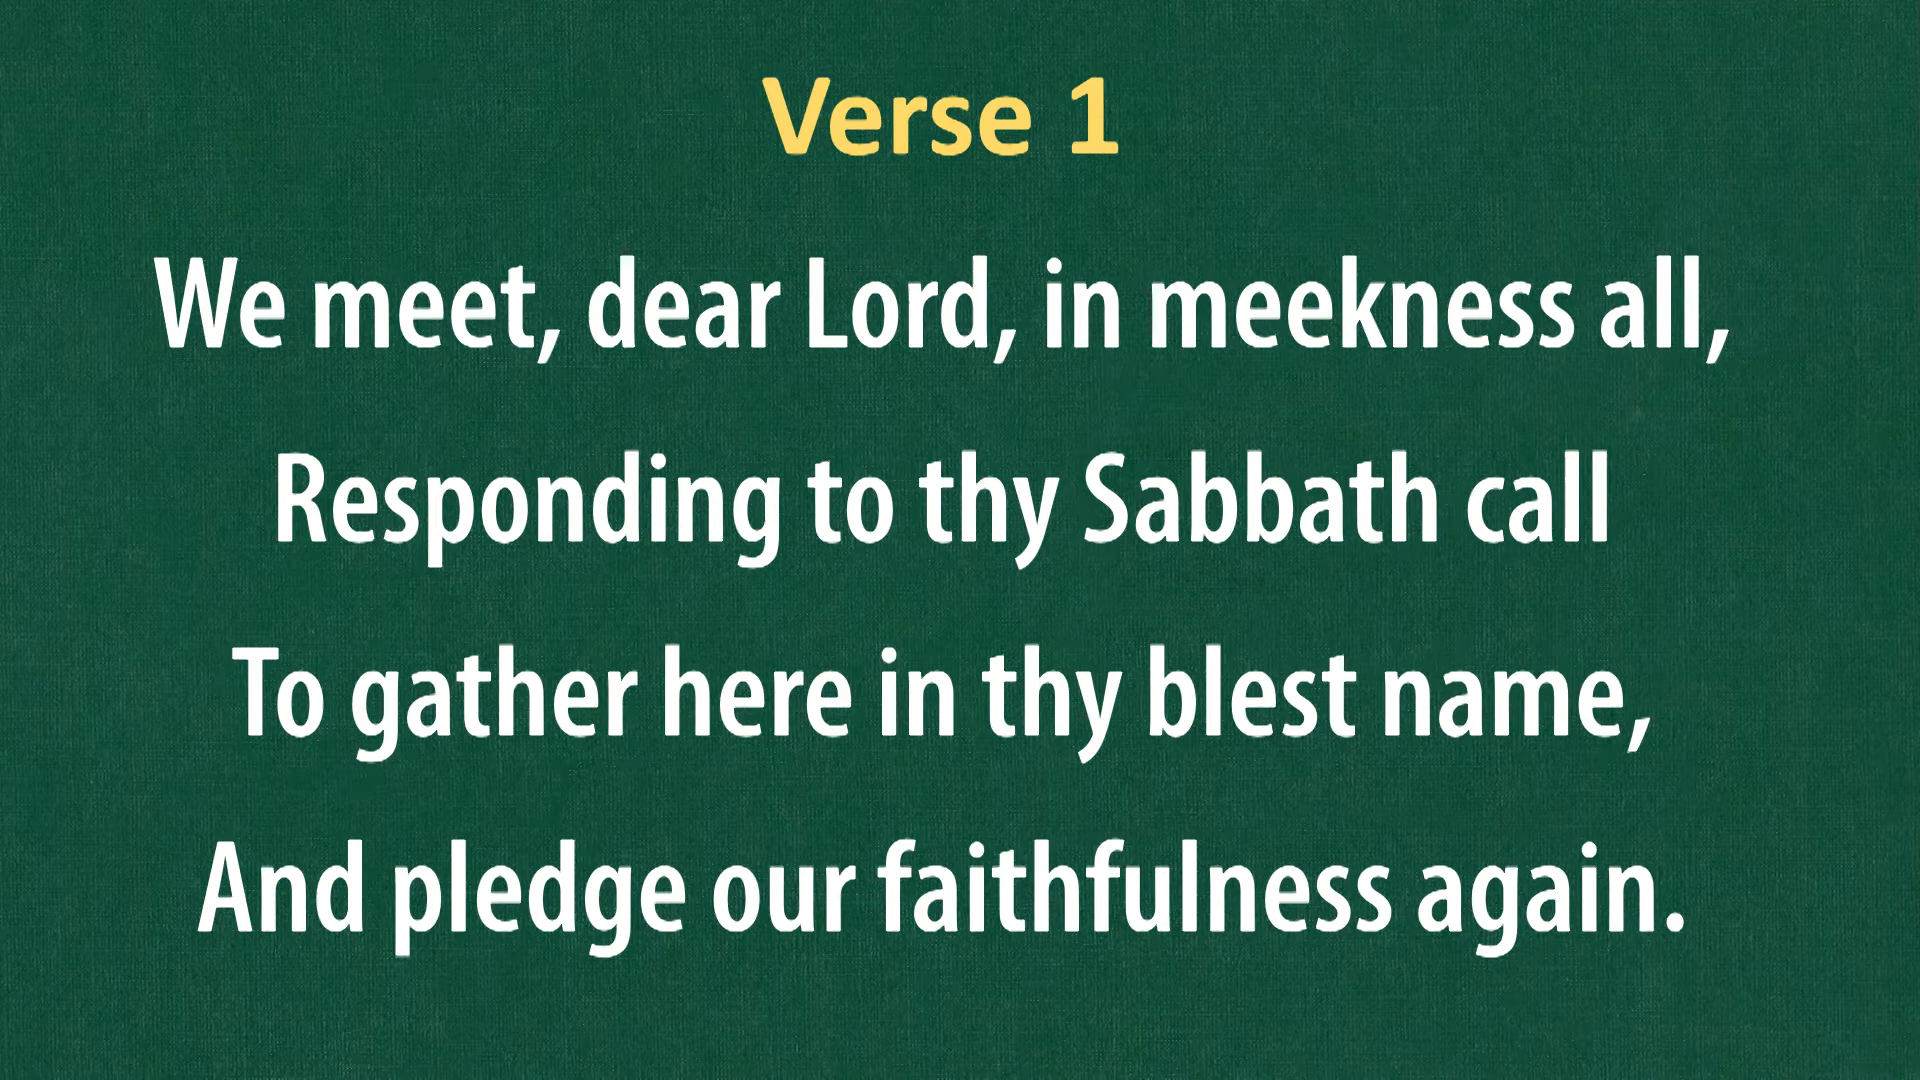 Verse 1
We meet, dear Lord, in meekness all,
Responding to thy Sabbath call
To gather here in thy blest name,
And pledge our faithfulness again.